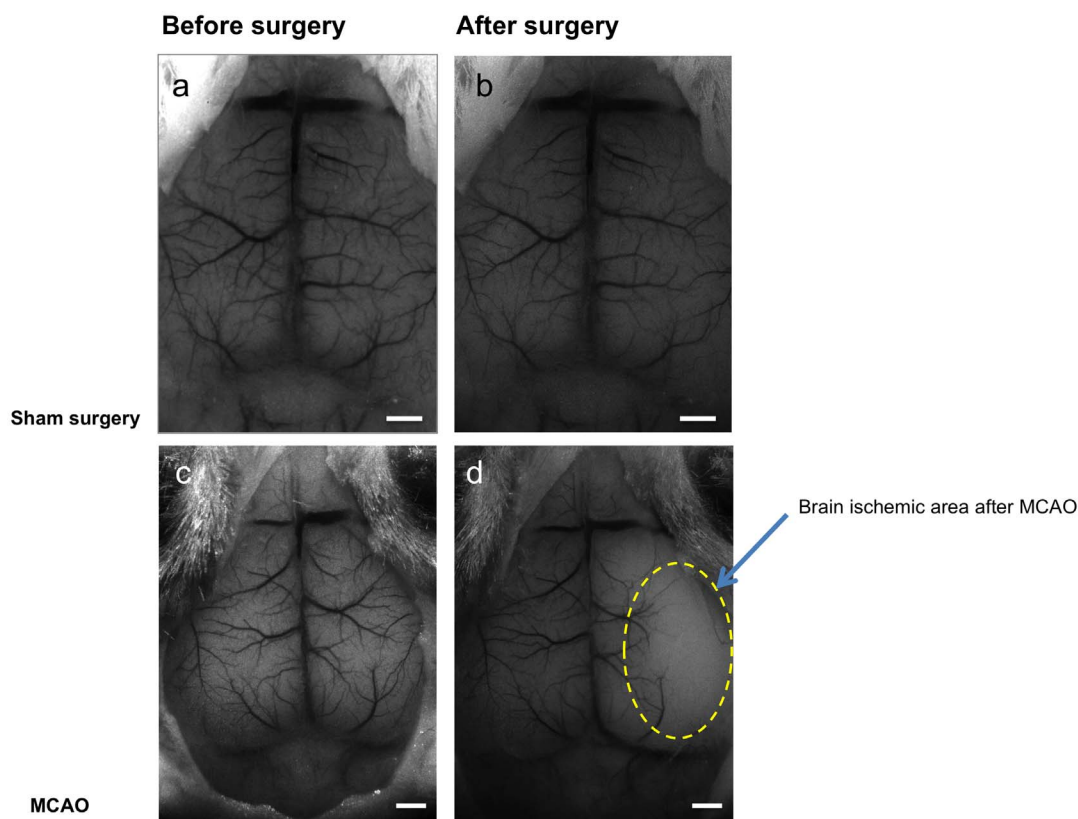 Before surgery
After surgery
a
b
Sham surgery
c
d
Brain ischemic area after MCAO
MCAO